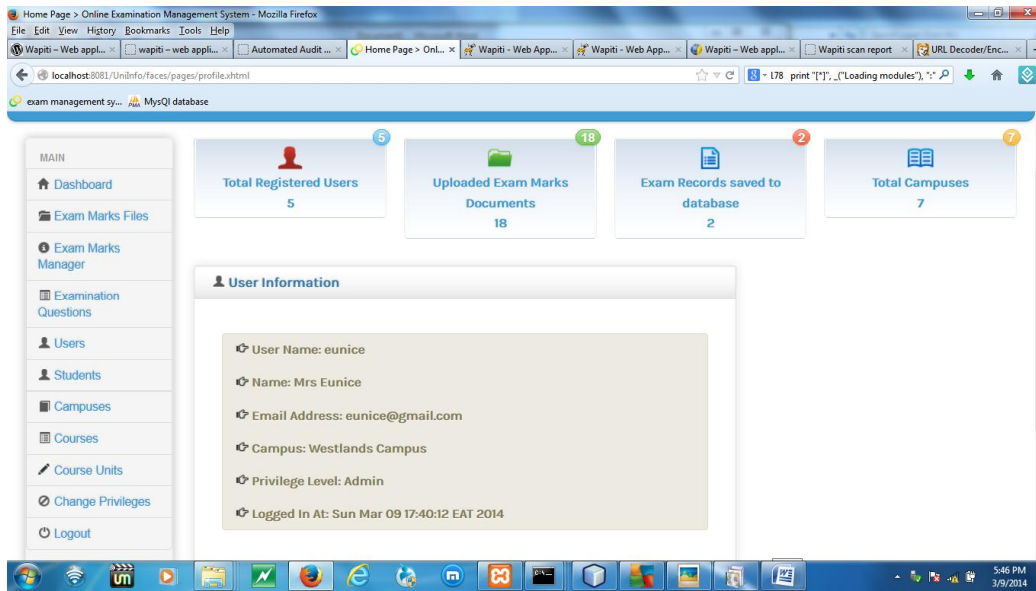 Home Page > Online Examination Management System - Mozilla Firefox
File Edit View History Bookmarks Tools Help
Wapiti – Web appl... × wapiti – web appli... × Automated Audit ... × Home Page > Onl... × Wapiti - Web App... × Wapiti - Web App... × Wapiti – Web appl... × Wapiti scan report × URL Decoder/Enc... ×
localhost:8081/UniInfo/faces/pages/profile.xhtml 178 print "[*]", _("Loading modules"), ":"
exam management sy... MysQl database
5 18 2 7
MAIN
Dashboard
Exam Marks Files
Exam Marks
Manager
Examination
Questions
Users
Students
Campuses
Courses
Course Units
Change Privileges
Logout
Total Registered Users
5
Uploaded Exam Marks
Documents
18
Exam Records saved to
database
2
Total Campuses
7
User Information
User Name: eunice
Name: Mrs Eunice
Email Address: eunice@gmail.com
Campus: Westlands Campus
Privilege Level: Admin
Logged In At: Sun Mar 09 17:40:12 EAT 2014
5:46 PM
3/9/2014